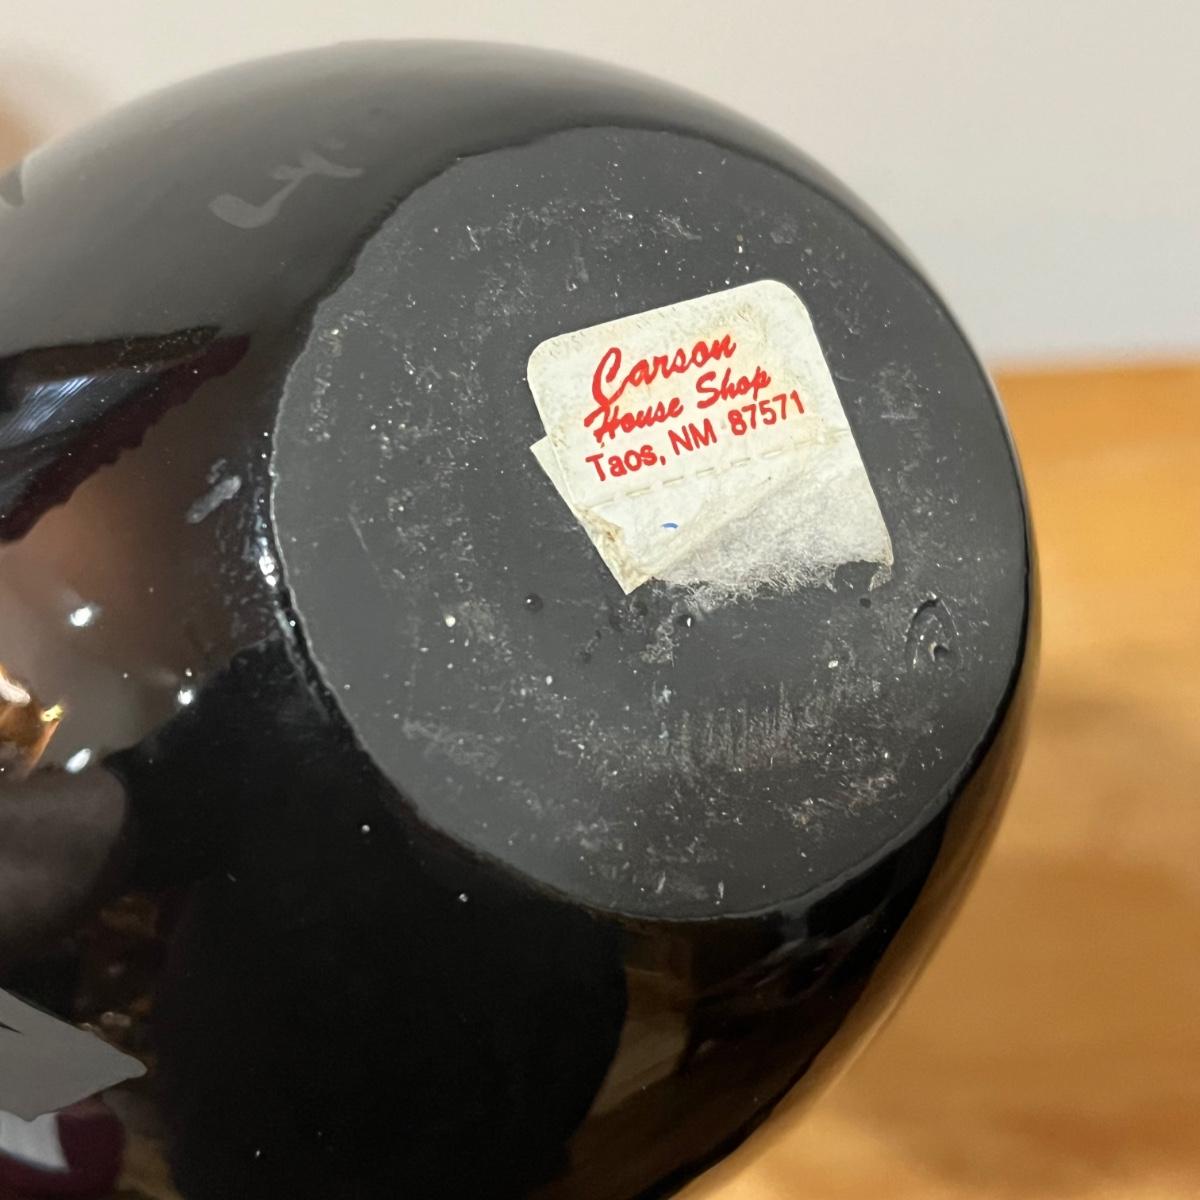 Carson
House Shop
Taos, NM 87571